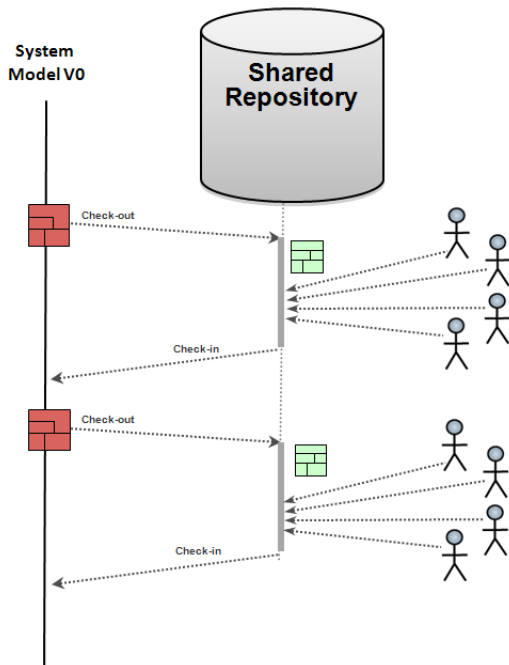 System
Model V0
Shared
Repository
Check-out
Check-in
Check-out
Check-in